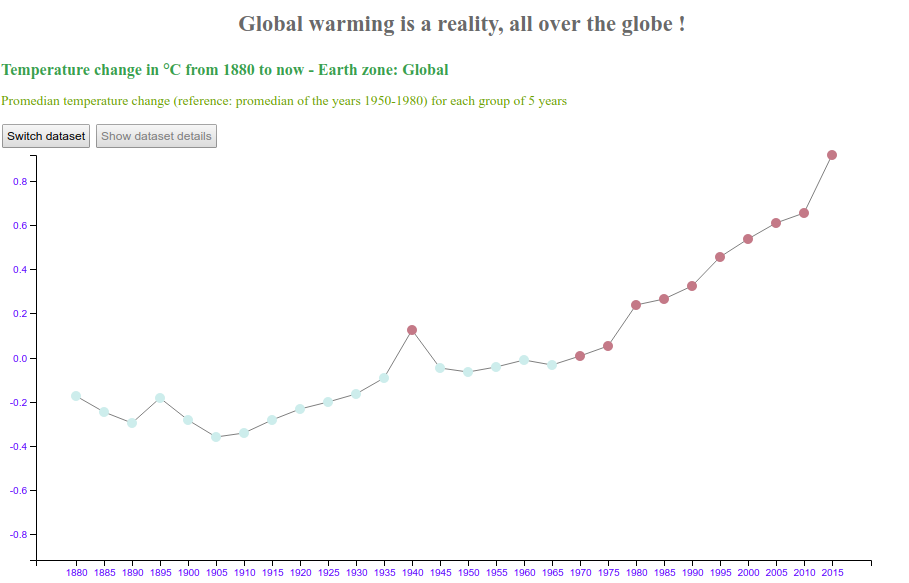 Global warming is a reality, all over the globe !
Temperature change in °C from 1880 to now - Earth zone: Global
Promedian temperature change (reference: promedian of the years 1950-1980) for each group of 5 years
Switch dataset Show dataset details
0.8
0.6
0.4
0.2
0.0
-0.2
-0.4
-0.6
-0.8
1880 1885 1890 1895 1900 1905 1910 1915 1920 1925 1930 1935 1940 1945 1950 1955 1960 1965 1970 1975 1980 1985 1990 1995 2000 2005 2010 2015